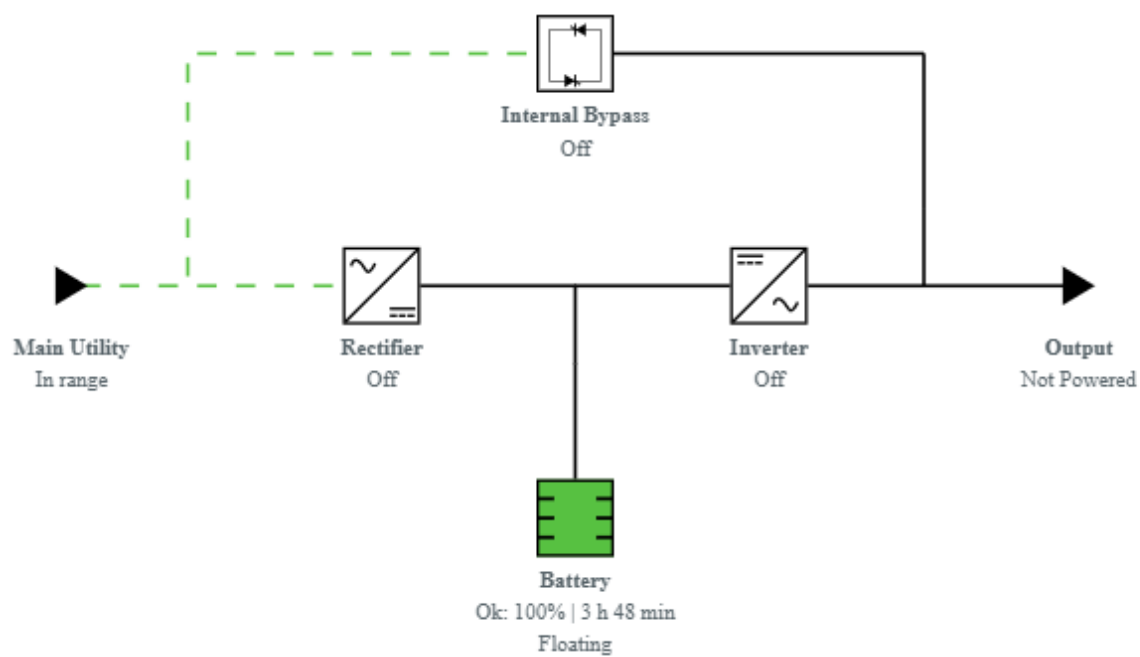 Internal Bypass
Off
Main Utility
In range
Rectifier
Off
Inverter
Off
Output
Not Powered
Battery
Ok: 100% | 3 h 48 min
Floating